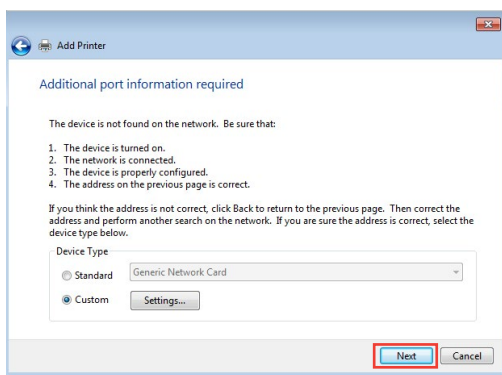 Add Printer
Additional port information required
The device is not found on the network. Be sure that:
1. The device is turned on.
2. The network is connected.
3. The device is properly configured.
4. The address on the previous page is correct.
If you think the address is not correct, click Back to return to the previous page. Then correct the
address and perform another search on the network. If you are sure the address is correct, select the
device type below.
Device Type
Standard Generic Network Card
Custom Settings...
Next Cancel